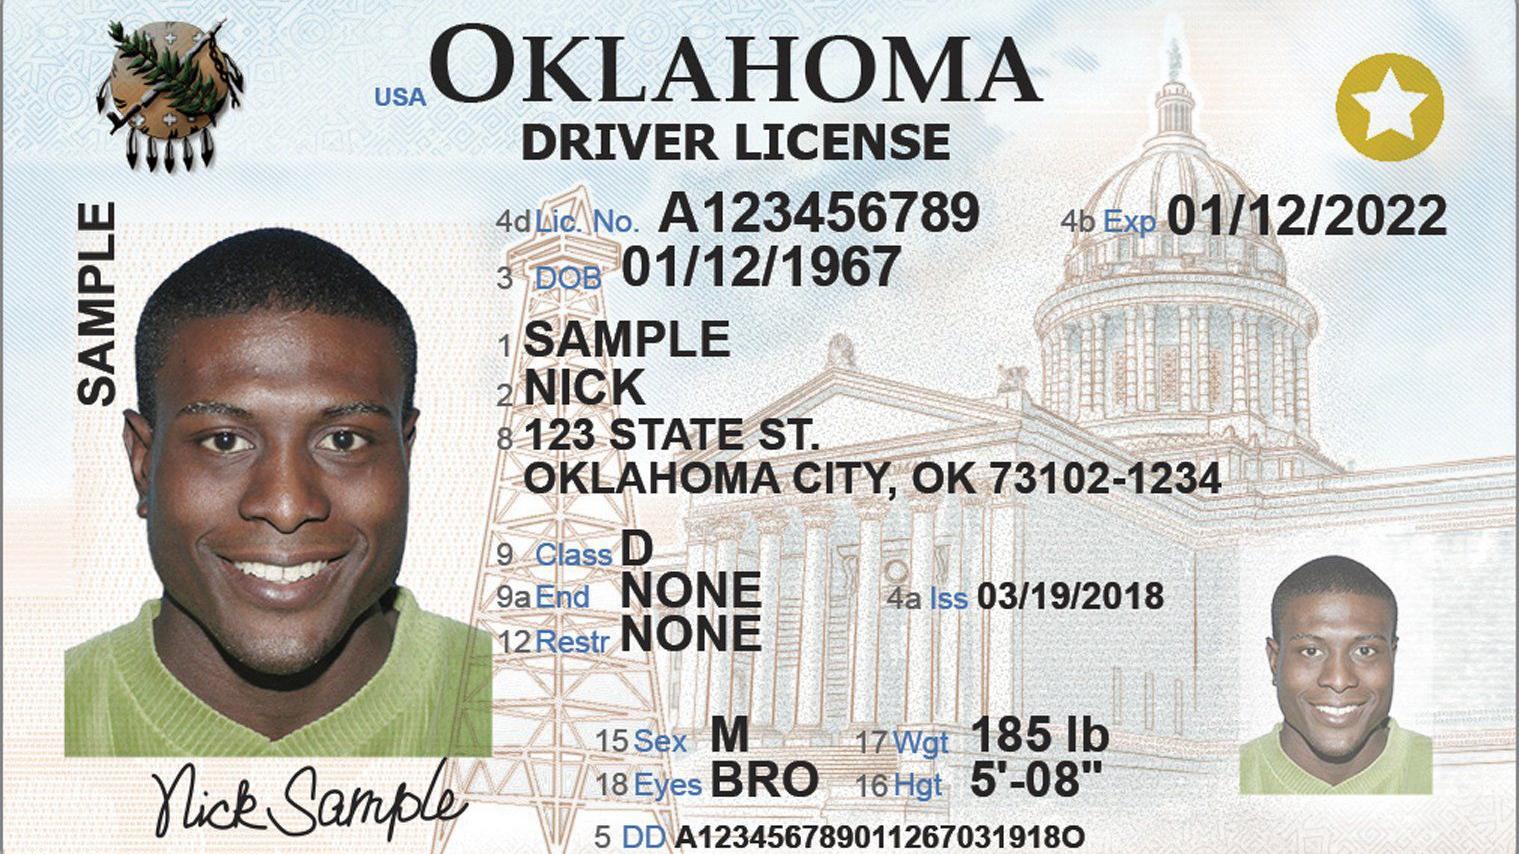 USA OKLAHOMA
DRIVER LICENSE
SAMPLE
4d Lic. No. A123456789 4b Exp 01/12/2022
3 DOB 01/12/1967
1 SAMPLE
2 NICK
8 123 STATE ST.
OKLAHOMA CITY, OK 73102-1234
9 Class D
9a End NONE 4a Iss 03/19/2018
12 Restr NONE
15 Sex M 17 Wgt 185 lb
18 Eyes BRO 16 Hgt 5'-08"
Nick Sample
5 DD A123456789011267031918O